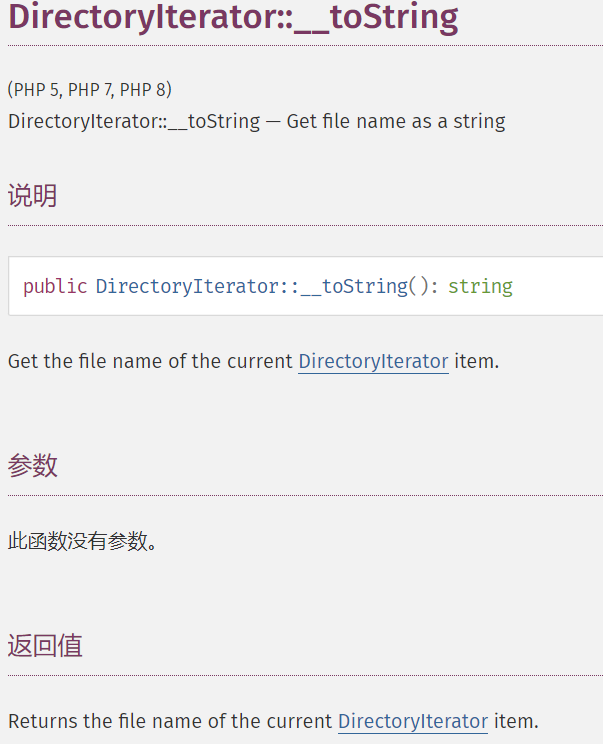 DirectoryIterator::__toString
(PHP 5, PHP 7, PHP 8)
DirectoryIterator::__toString — Get file name as a string
说明
public DirectoryIterator::__toString(): string
Get the file name of the current DirectoryIterator item.
参数
此函数没有参数。
返回值
Returns the file name of the current DirectoryIterator item.